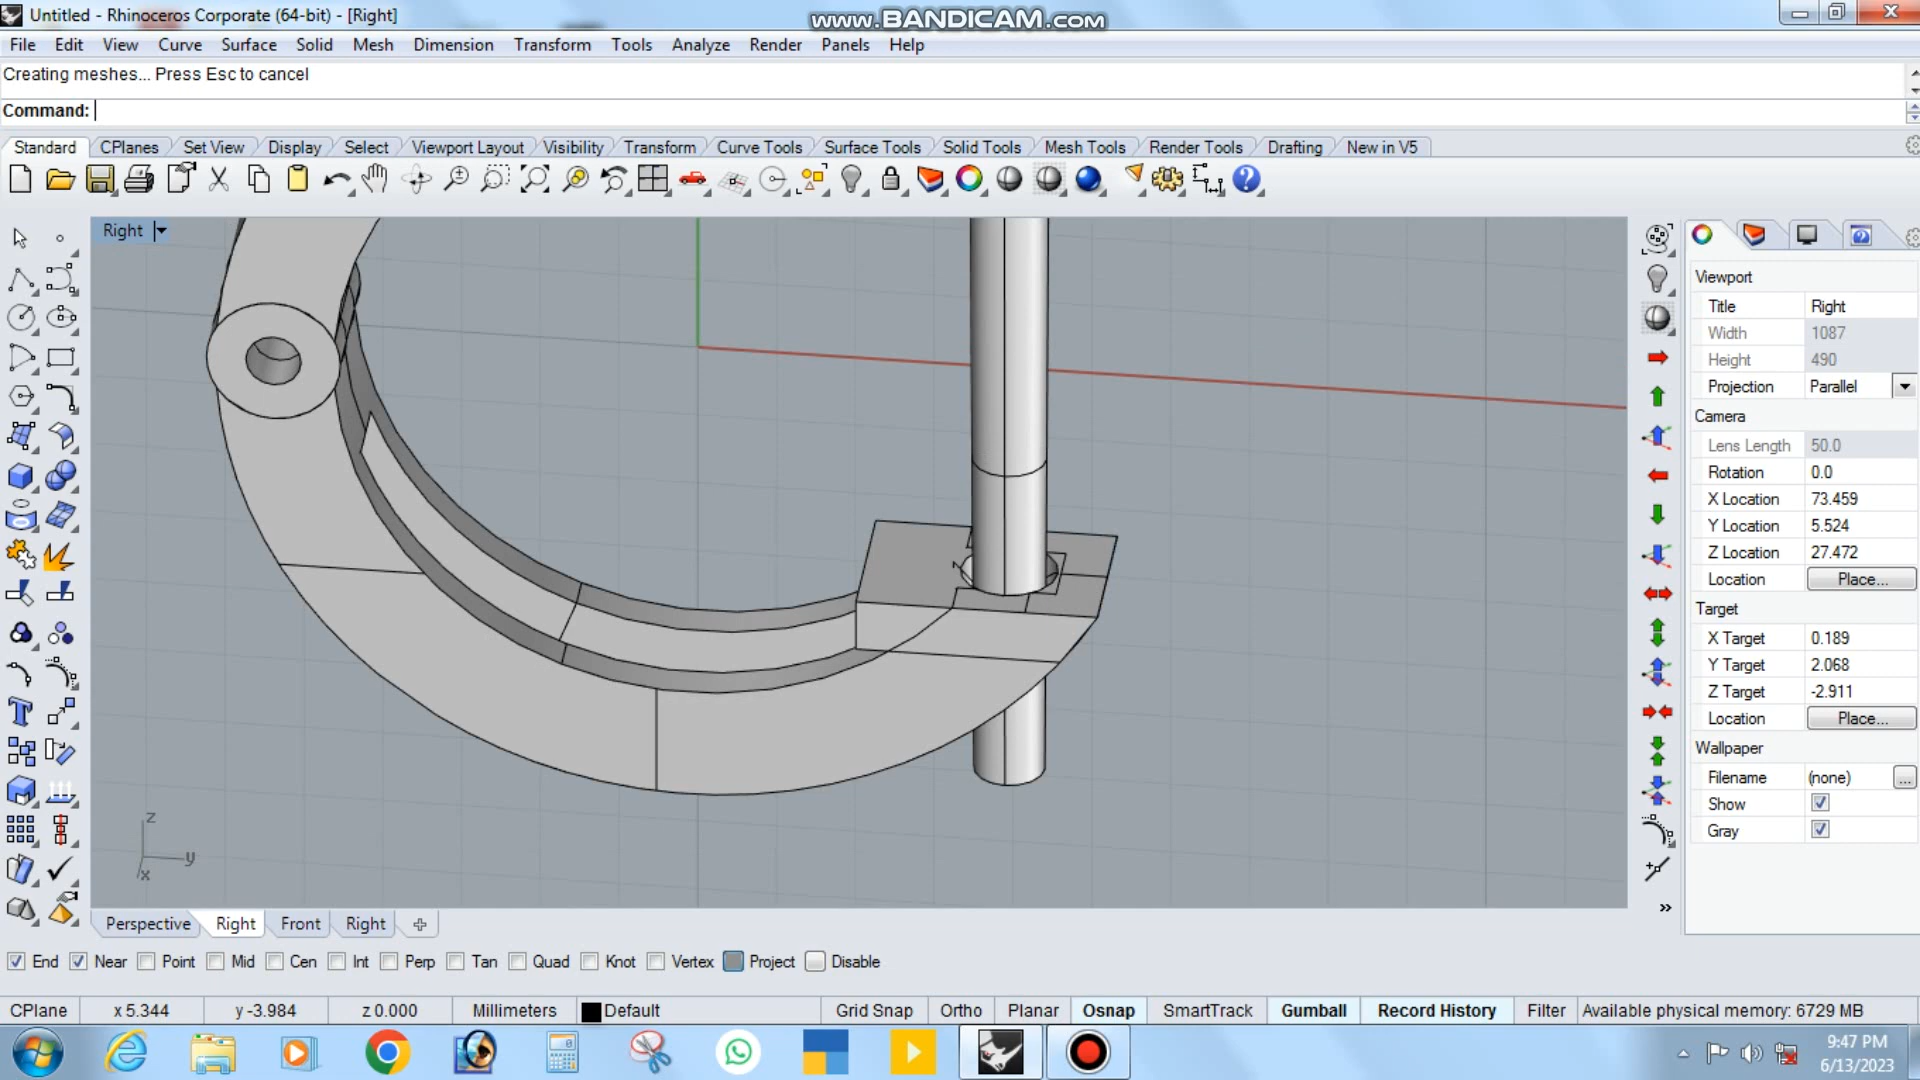 Untitled - Rhinoceros Corporate (64-bit) - [Right]
www.BANDICAM.com
File Edit View Curve Surface Solid Mesh Dimension Transform Tools Analyze Render Panels Help
Creating meshes... Press Esc to cancel
Command:
Standard CPlanes Set View Display Select Viewport Layout Visibility Transform Curve Tools Surface Tools Solid Tools Mesh Tools Render Tools Drafting New in V5
Right
Viewport
Title Right
Width 1087
Height 490
Projection Parallel
Camera
Lens Length 50.0
Rotation 0.0
X Location 73.459
Y Location 5.524
Z Location 27.472
Location Place...
Target
X Target 0.189
Y Target 2.068
Z Target -2.911
Location Place...
Wallpaper
Filename (none) ...
Show
Gray
z
y
x
Perspective Right Front Right
End Near Point Mid Cen Int Perp Tan Quad Knot Vertex Project Disable
CPlane x 5.344 y -3.984 z 0.000 Millimeters Default Grid Snap Ortho Planar Osnap SmartTrack Gumball Record History Filter Available physical memory: 6729 MB
9:47 PM
6/13/2023